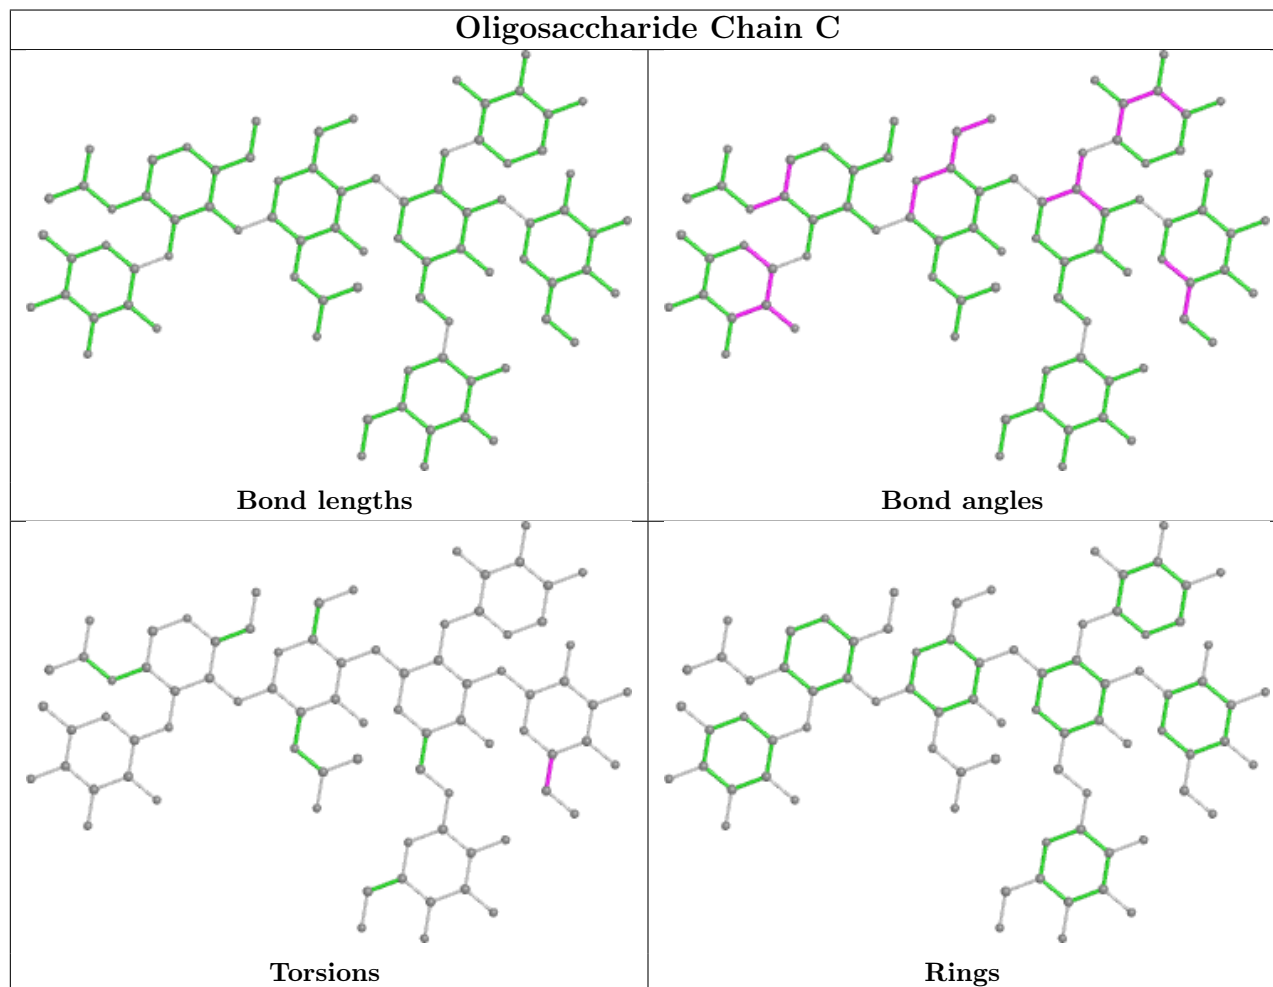 Oligosaccharide Chain C
Bond lengths
Bond angles
Torsions
Rings